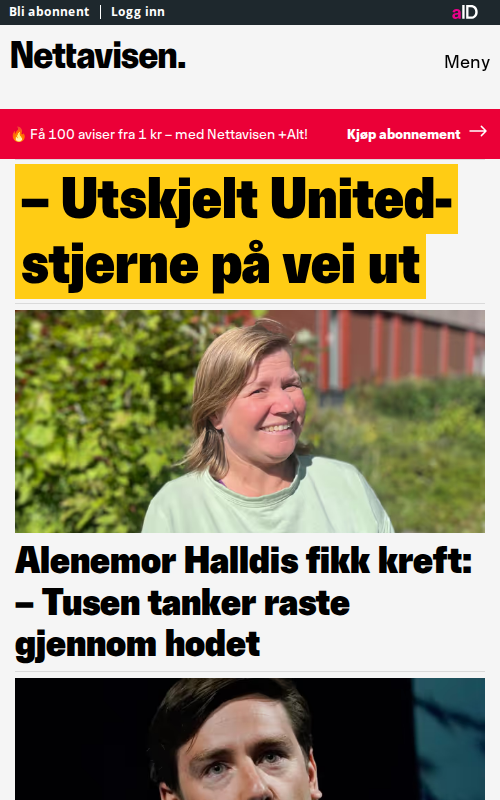 Bli abonnent
Logg inn
aID
Nettavisen.
Meny
🔥 Få 100 aviser fra 1 kr – med Nettavisen +Alt!
Kjøp abonnement →
– Utskjelt United-
stjerne på vei ut
Alenemor Halldis fikk kreft:
– Tusen tanker raste
gjennom hodet